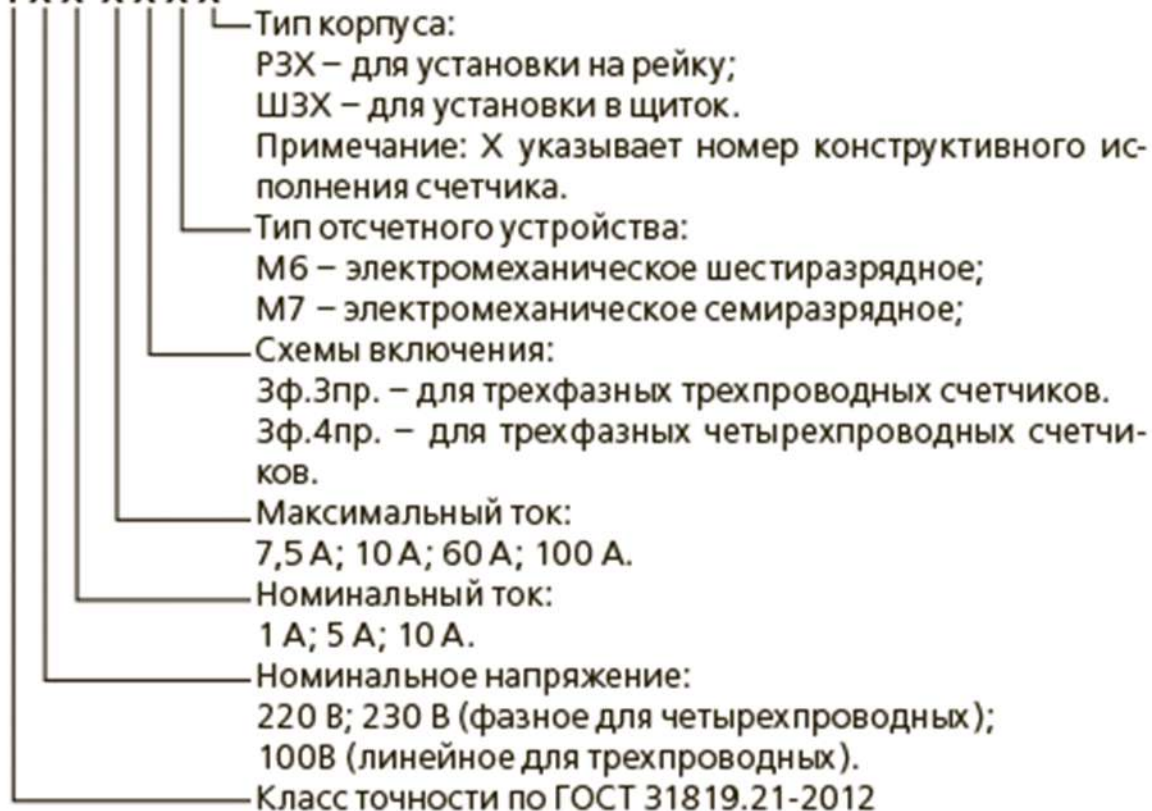 Тип корпуса:
Р3Х – для установки на рейку;
Ш3Х – для установки в щиток.
Примечание: Х указывает номер конструктивного ис-
полнения счетчика.
Тип отсчетного устройства:
М6 – электромеханическое шестиразрядное;
М7 – электромеханическое семиразрядное;
Схемы включения:
3ф.3пр. – для трехфазных трехпроводных счетчиков.
3ф.4пр. – для трехфазных четырехпроводных счетчи-
ков.
Максимальный ток:
7,5 А; 10 А; 60 А; 100 А.
Номинальный ток:
1 А; 5 А; 10 А.
Номинальное напряжение:
220 В; 230 В (фазное для четырехпроводных);
100В (линейное для трехпроводных).
Класс точности по ГОСТ 31819.21-2012